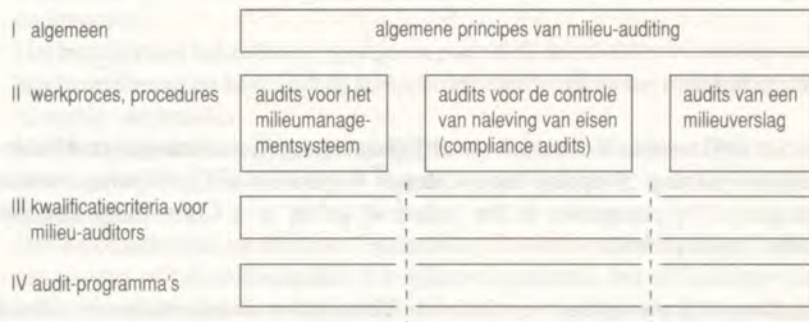 I algemeen
algemene principes van milieu-auditing
II werkproces, procedures
audits voor het
milieumanage-
mentsysteem
audits voor de controle
van naleving van eisen
(compliance audits)
audits van een
milieuverslag
III kwalificatiecriteria voor
milieu-auditors
IV audit-programma's